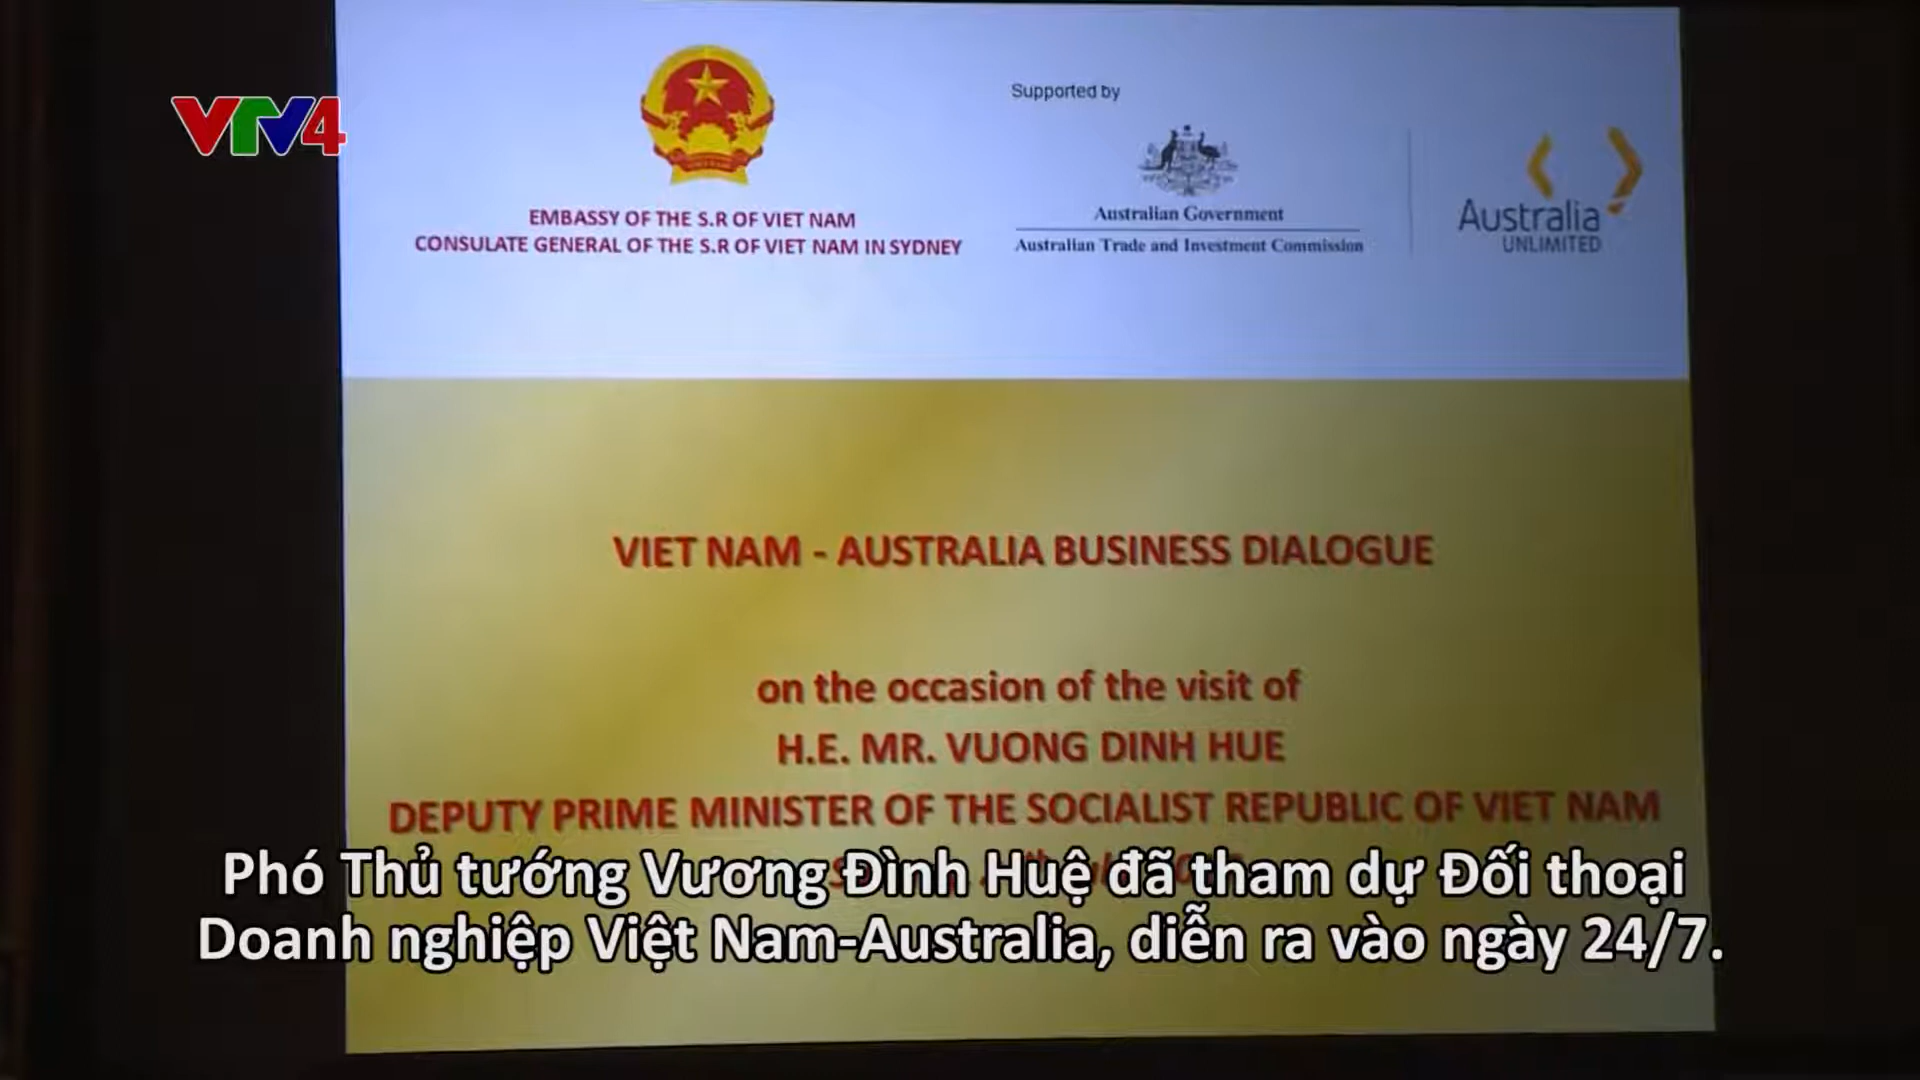 VTV4
Supported by
EMBASSY OF THE S.R OF VIET NAM
CONSULATE GENERAL OF THE S.R OF VIET NAM IN SYDNEY
Australian Government
Australian Trade and Investment Commission
Australia
UNLIMITED
VIET NAM - AUSTRALIA BUSINESS DIALOGUE
on the occasion of the visit of
H.E. MR. VUONG DINH HUE
DEPUTY PRIME MINISTER OF THE SOCIALIST REPUBLIC OF VIET NAM
Phó Thủ tướng Vương Đình Huệ đã tham dự Đối thoại
Doanh nghiệp Việt Nam-Australia, diễn ra vào ngày 24/7.